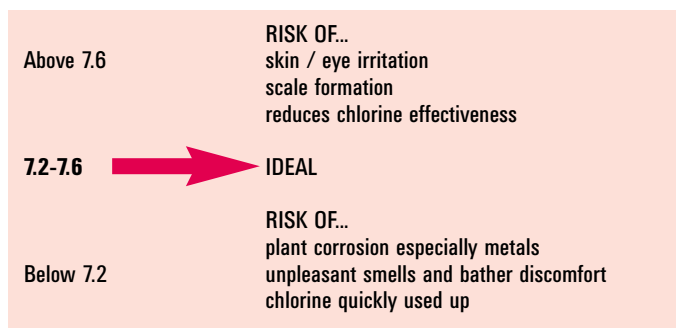 RISK OF...
Above 7.6 skin / eye irritation
scale formation
reduces chlorine effectiveness
7.2-7.6 IDEAL
RISK OF...
plant corrosion especially metals
Below 7.2 unpleasant smells and bather discomfort
chlorine quickly used up